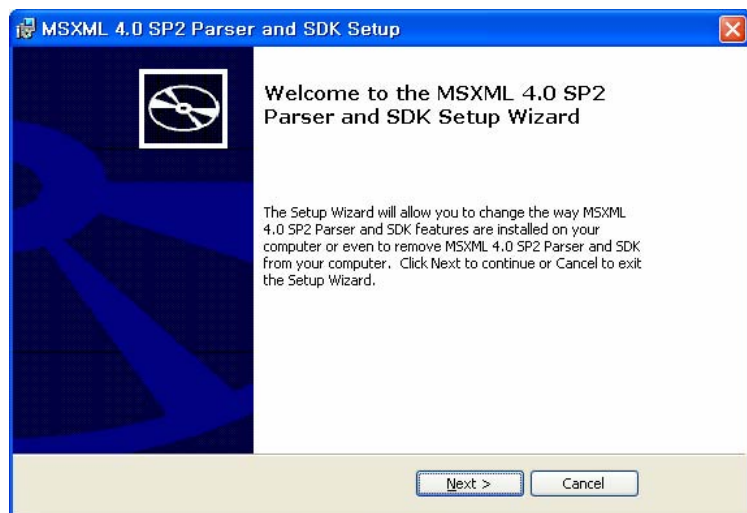 MSXML 4.0 SP2 Parser and SDK Setup
Welcome to the MSXML 4.0 SP2
Parser and SDK Setup Wizard
The Setup Wizard will allow you to change the way MSXML
4.0 SP2 Parser and SDK features are installed on your
computer or even to remove MSXML 4.0 SP2 Parser and SDK
from your computer.  Click Next to continue or Cancel to exit
the Setup Wizard.
Next >
Cancel